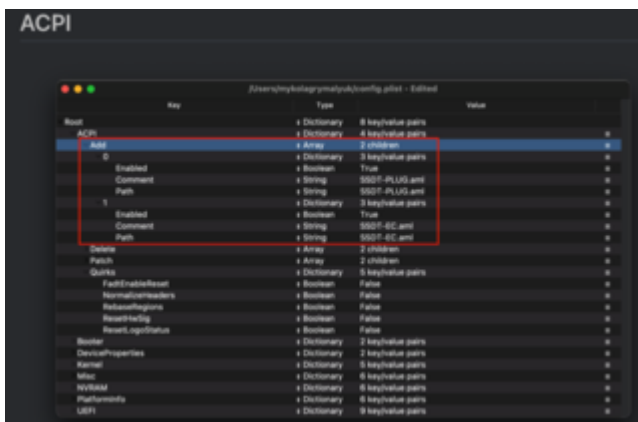 ACPI
/Users/mykolagrymalyuk/config.plist - Edited
Key Type Value
Root Dictionary 8 key/value pairs
ACPI Dictionary 4 key/value pairs
Add Array 2 children
0 Dictionary 3 key/value pairs
Enabled Boolean True
Comment String SSDT-PLUG.aml
Path String SSDT-PLUG.aml
1 Dictionary 3 key/value pairs
Enabled Boolean True
Comment String SSDT-EC.aml
Path String SSDT-EC.aml
Delete Array 2 children
Patch Array 2 children
Quirks Dictionary 5 key/value pairs
FadtEnableReset Boolean False
NormalizeHeaders Boolean False
RebaseRegions Boolean False
ResetHwSig Boolean False
ResetLogoStatus Boolean False
Booter Dictionary 2 key/value pairs
DeviceProperties Dictionary 2 key/value pairs
Kernel Dictionary 5 key/value pairs
Misc Dictionary 6 key/value pairs
NVRAM Dictionary 6 key/value pairs
PlatformInfo Dictionary 6 key/value pairs
UEFI Dictionary 9 key/value pairs